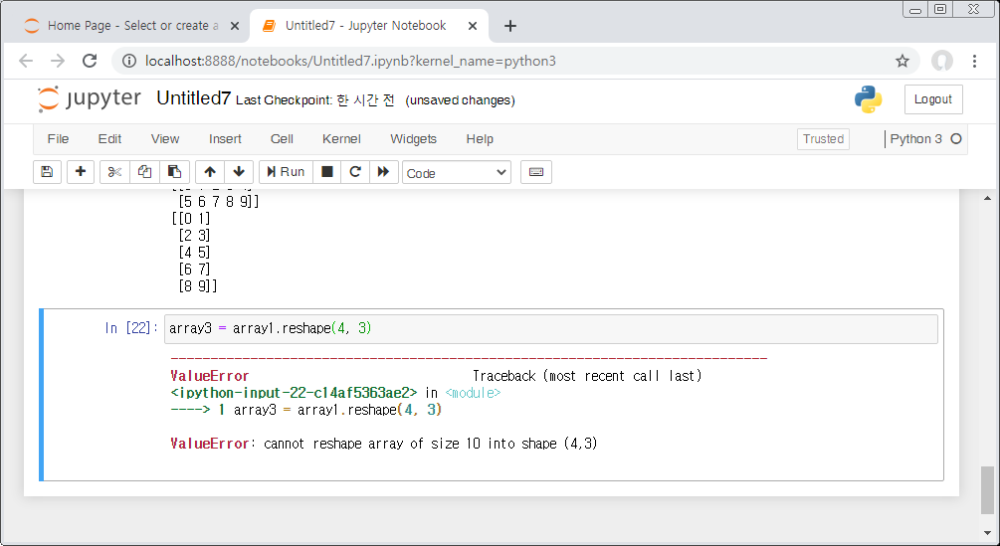 Home Page - Select or create a
Untitled7 - Jupyter Notebook
localhost:8888/notebooks/Untitled7.ipynb?kernel_name=python3
jupyter Untitled7 Last Checkpoint: 한 시간 전 (unsaved changes)
Logout
File Edit View Insert Cell Kernel Widgets Help
Trusted Python 3
Run Code
[5 6 7 8 9]]
[[0 1]
[2 3]
[4 5]
[6 7]
[8 9]]
In [22]: array3 = array1.reshape(4, 3)
---------------------------------------------------------------------------
ValueError Traceback (most recent call last)
<ipython-input-22-c14af5363ae2> in <module>
----> 1 array3 = array1.reshape(4, 3)
ValueError: cannot reshape array of size 10 into shape (4,3)